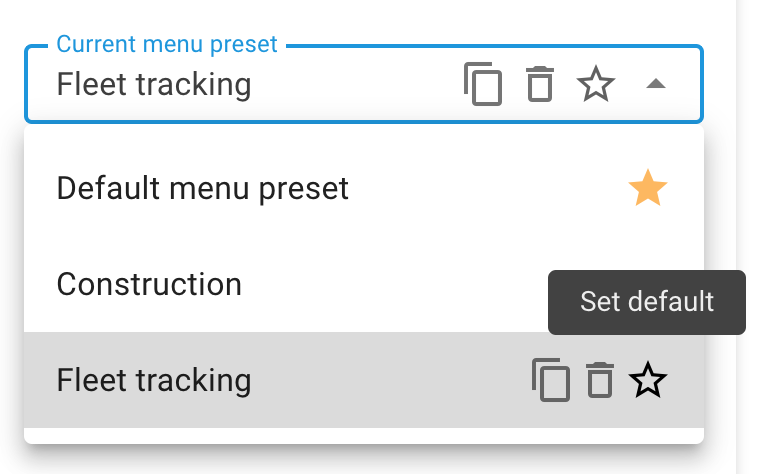 Current menu preset
Fleet tracking
Default menu preset
Construction
Set default
Fleet tracking